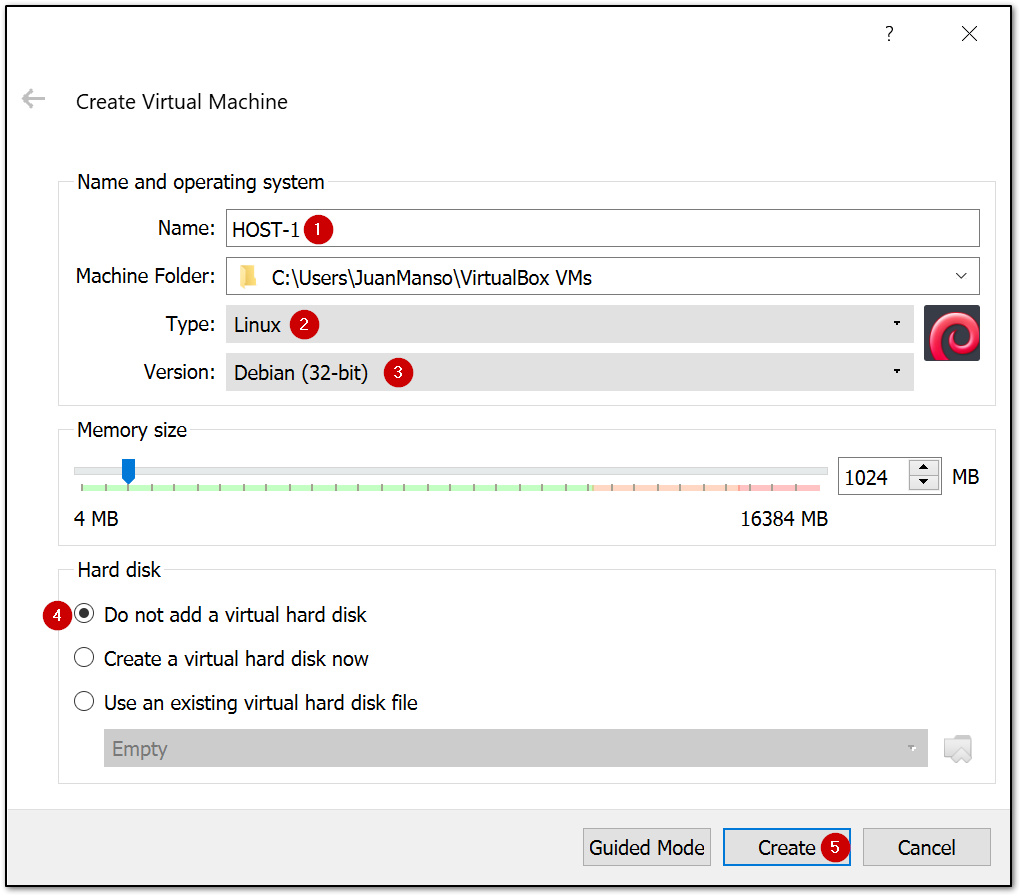 ?
Create Virtual Machine
Name and operating system
Name: HOST-1 1
Machine Folder: C:\Users\JuanManso\VirtualBox VMs
Type: Linux 2
Version: Debian (32-bit) 3
Memory size
1024 MB
4 MB 16384 MB
Hard disk
4 Do not add a virtual hard disk
Create a virtual hard disk now
Use an existing virtual hard disk file
Empty
Guided Mode Create 5 Cancel